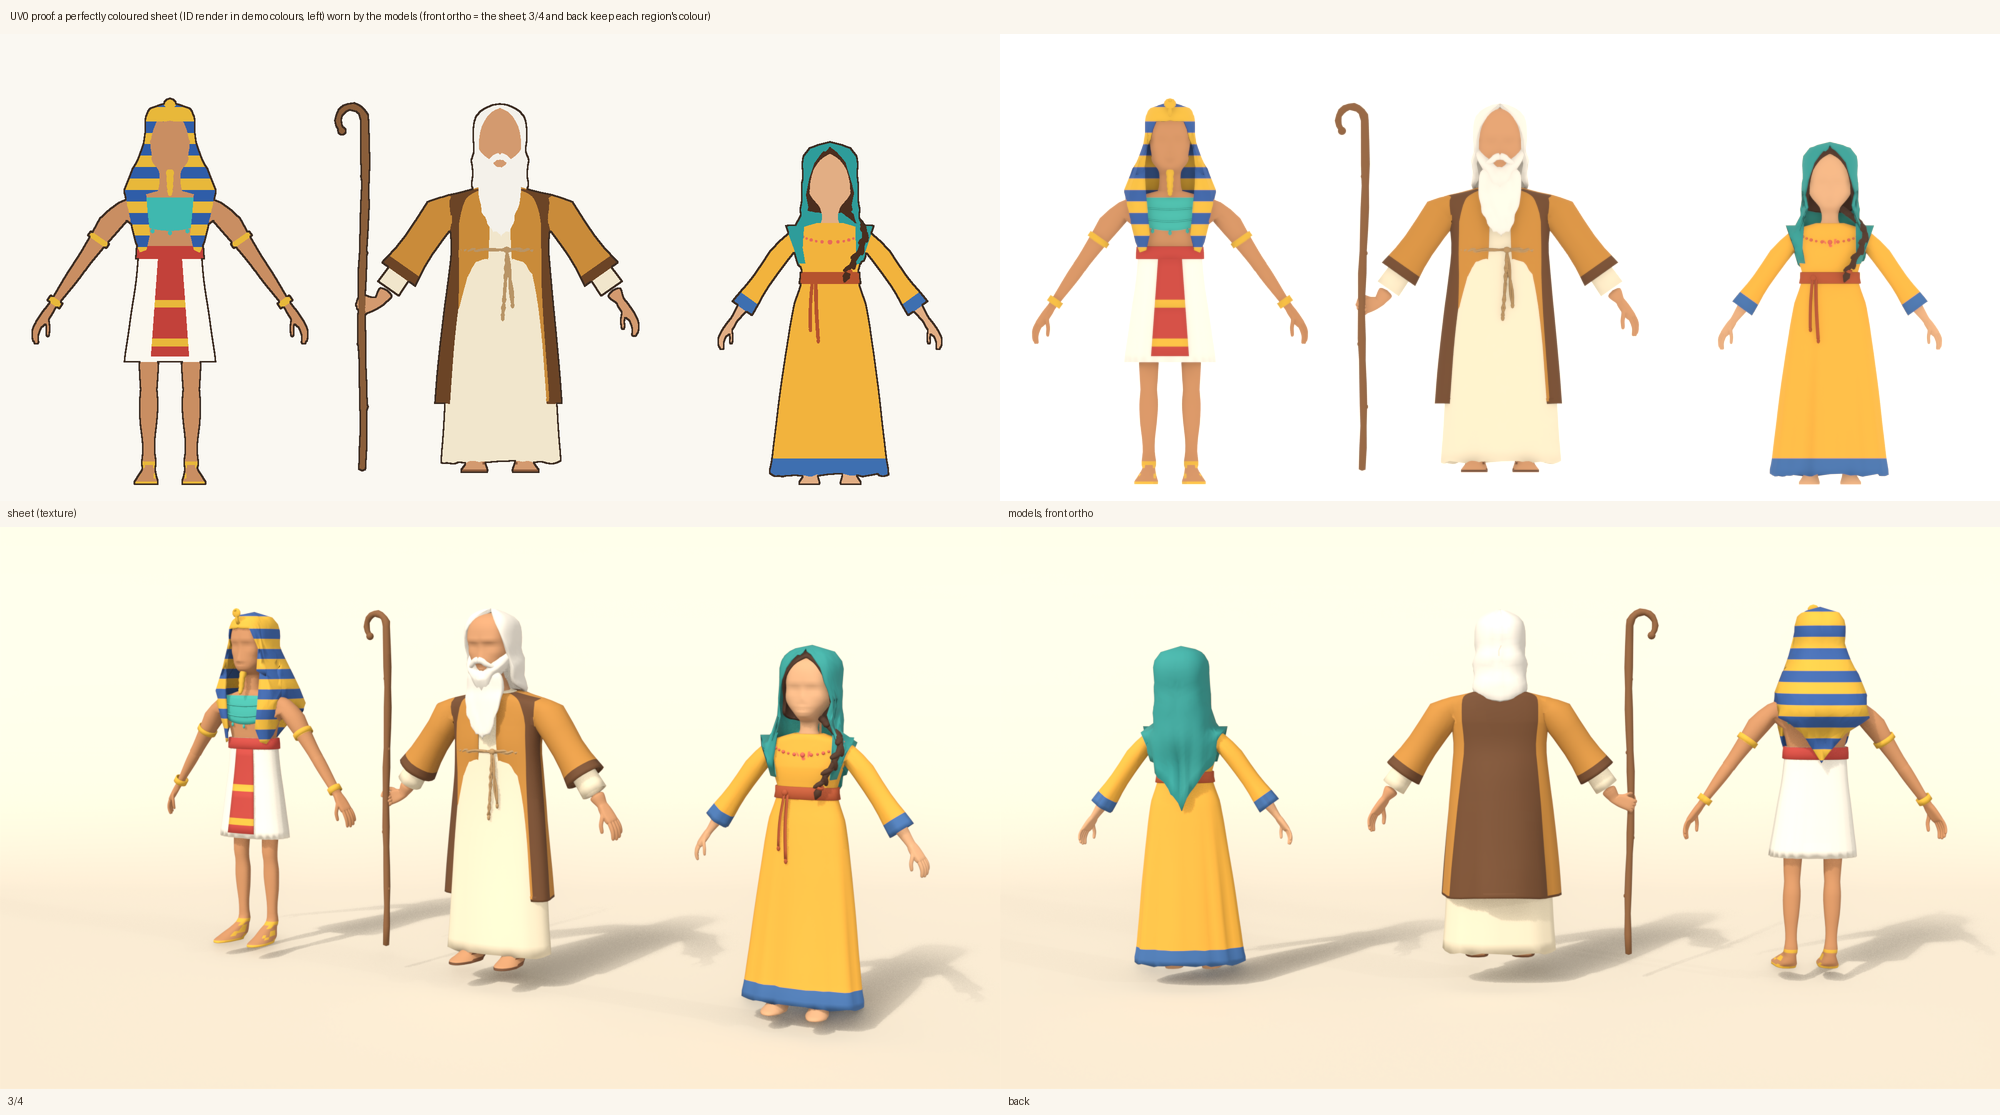 UV0 proof: a perfectly coloured sheet (ID render in demo colours, left) worn by the models (front ortho = the sheet; 3/4 and back keep each region's colour)
sheet (texture)
models, front ortho
3/4
back